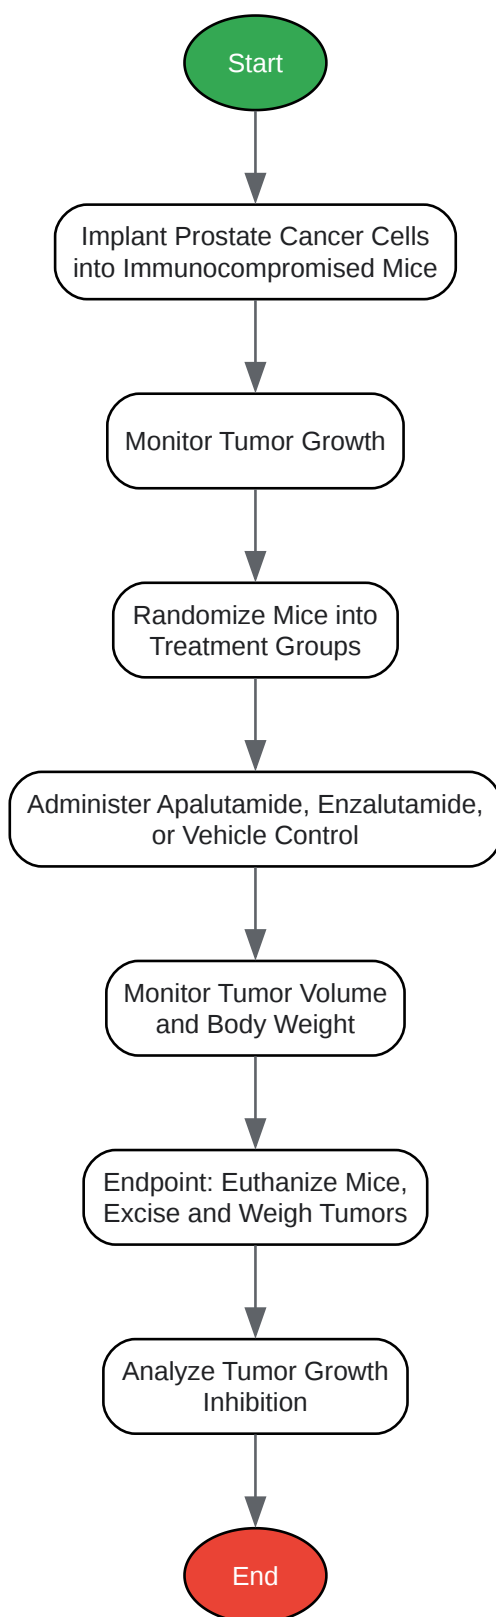 Start
Implant Prostate Cancer Cells
into Immunocompromised Mice
Monitor Tumor Growth
Randomize Mice into
Treatment Groups
Administer Apalutamide, Enzalutamide,
or Vehicle Control
Monitor Tumor Volume
and Body Weight
Endpoint: Euthanize Mice,
Excise and Weigh Tumors
Analyze Tumor Growth
Inhibition
End